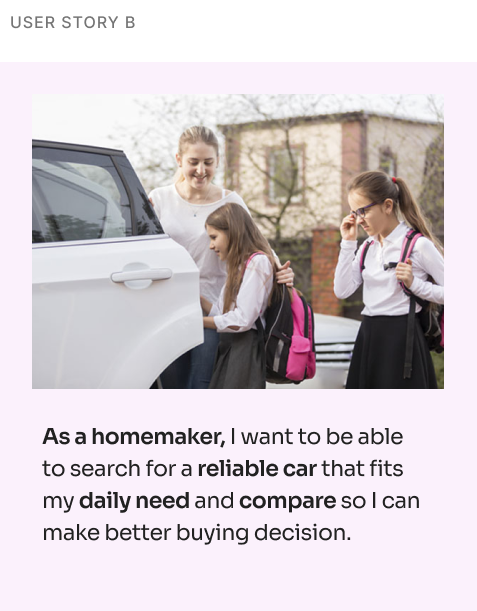 USER STORY B
As a homemaker, I want to be able
to search for a reliable car that fits
my daily need and compare so I can
make better buying decision.